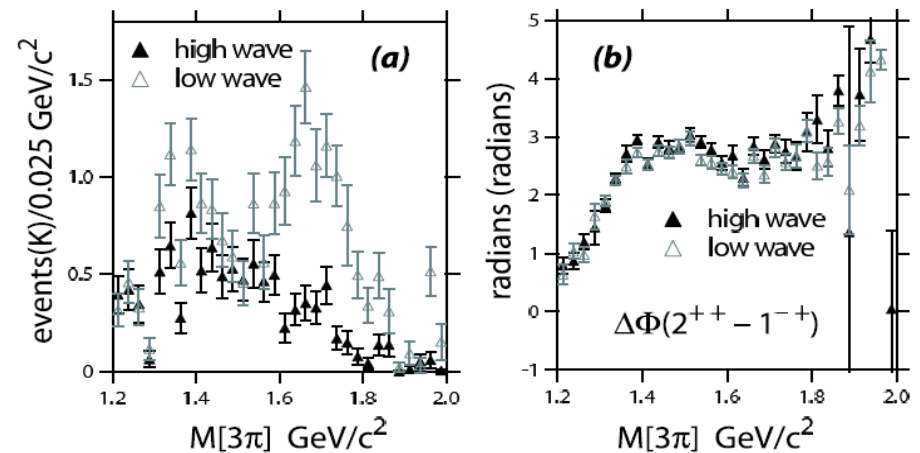 events(K)/0.025 GeV/c²
high wave
low wave
(a)
1.5
1.0
0.5
0
1.2
1.4
1.6
1.8
2.0
M[3π] GeV/c²
radians (radians)
(b)
5
4
3
2
1
0
-1
high wave
low wave
ΔΦ(2⁺⁺ − 1⁻⁺)
1.2
1.4
1.6
1.8
2.0
M[3π] GeV/c²